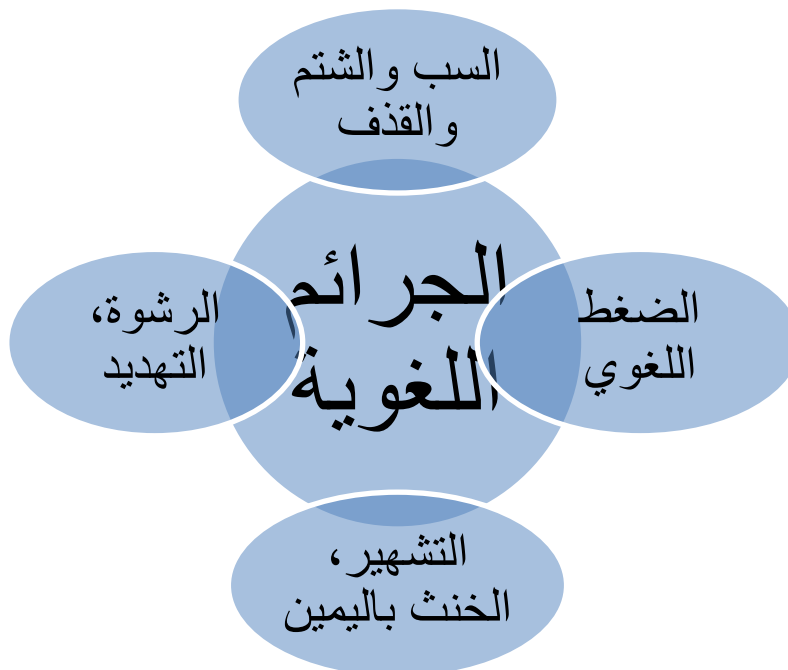 السب والشتم
والقذف
الجرائم
اللغوية
الضغط
اللغوي
الرشوة،
التهديد
التشهير،
الخنث باليمين